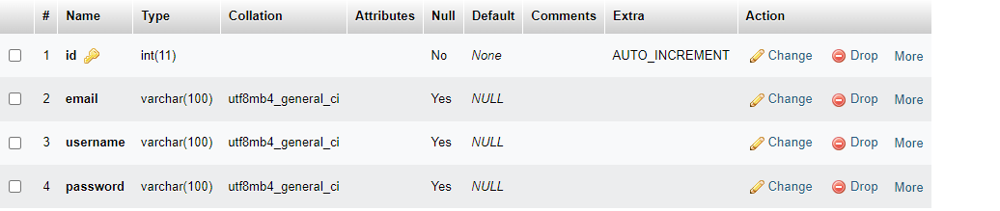 # Name Type Collation Attributes Null Default Comments Extra Action
1 id int(11) No None AUTO_INCREMENT Change Drop More
2 email varchar(100) utf8mb4_general_ci Yes NULL Change Drop More
3 username varchar(100) utf8mb4_general_ci Yes NULL Change Drop More
4 password varchar(100) utf8mb4_general_ci Yes NULL Change Drop More